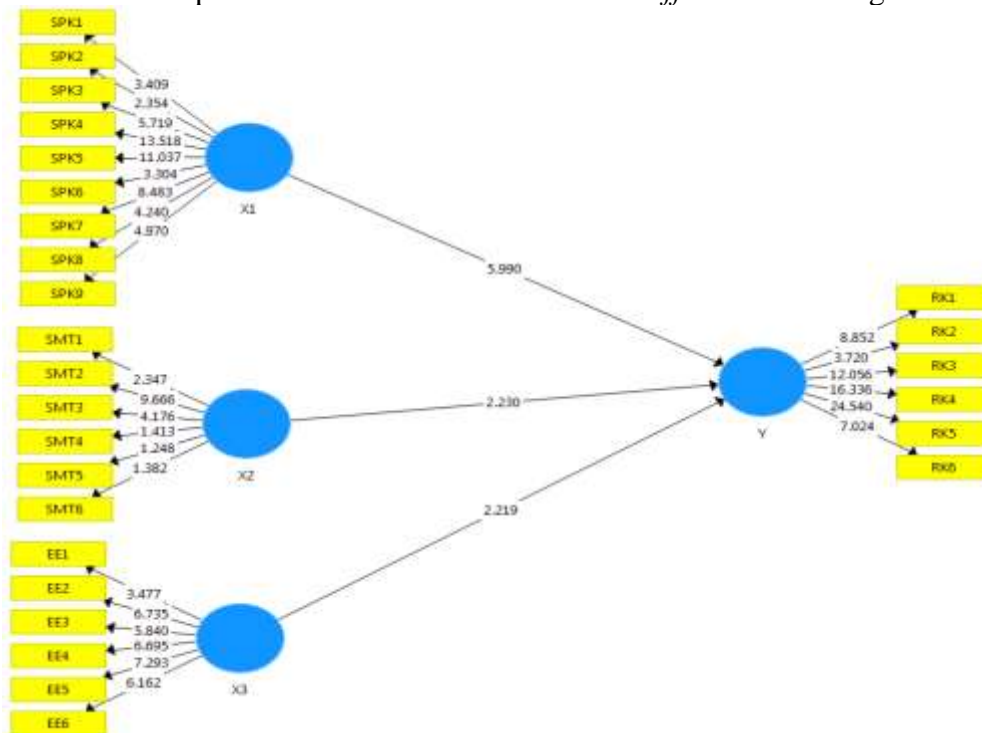 SPK1
SPK2
SPK3
SPK4
SPK5
SPK6
SPK7
SPK8
SPK9
3.409
2.354
5.719
13.518
11.037
3.304
8.483
4.240
4.970
X1
5.990
SMT1
SMT2
SMT3
SMT4
SMT5
SMT6
2.347
9.666
4.176
1.413
1.248
1.382
X2
2.230
EE1
EE2
EE3
EE4
EE5
EE6
3.477
6.735
5.840
6.695
7.293
6.162
X3
2.219
Y
8.852
3.720
12.056
16.336
24.540
7.024
RK1
RK2
RK3
RK4
RK5
RK6